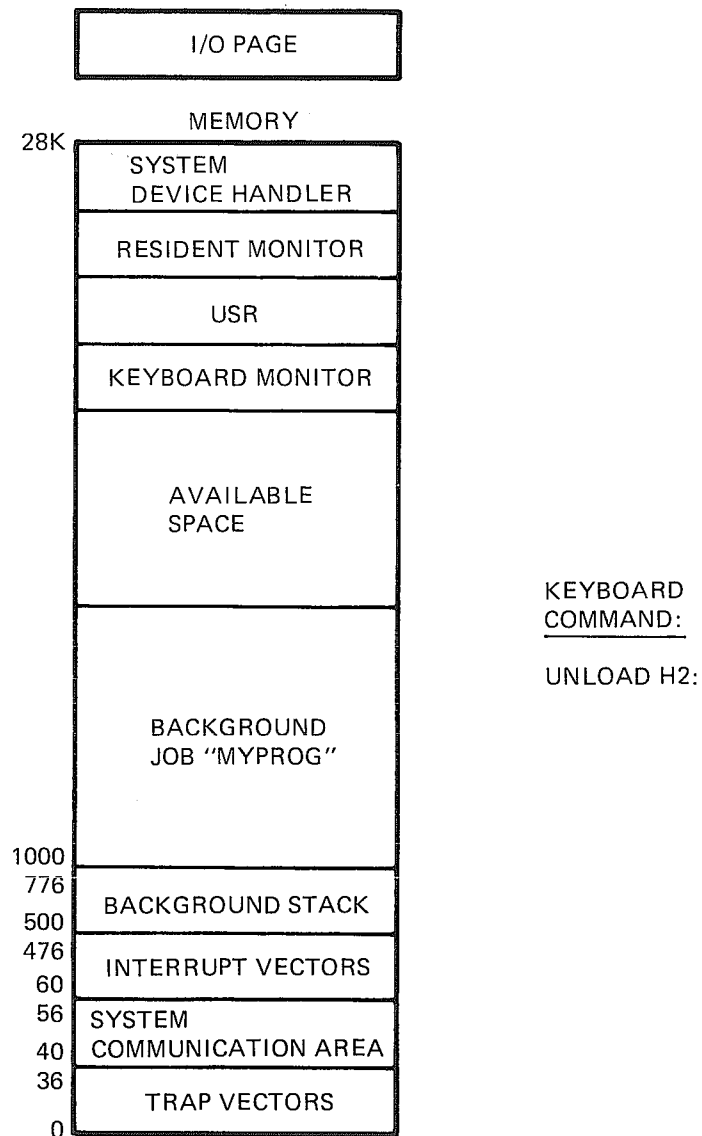 I/O PAGE
MEMORY
28K
SYSTEM
DEVICE HANDLER
RESIDENT MONITOR
USR
KEYBOARD MONITOR
AVAILABLE
SPACE
KEYBOARD
COMMAND:
UNLOAD H2:
BACKGROUND
JOB "MYPROG"
1000
776
BACKGROUND STACK
500
476
INTERRUPT VECTORS
60
56
SYSTEM
COMMUNICATION AREA
40
36
TRAP VECTORS
0